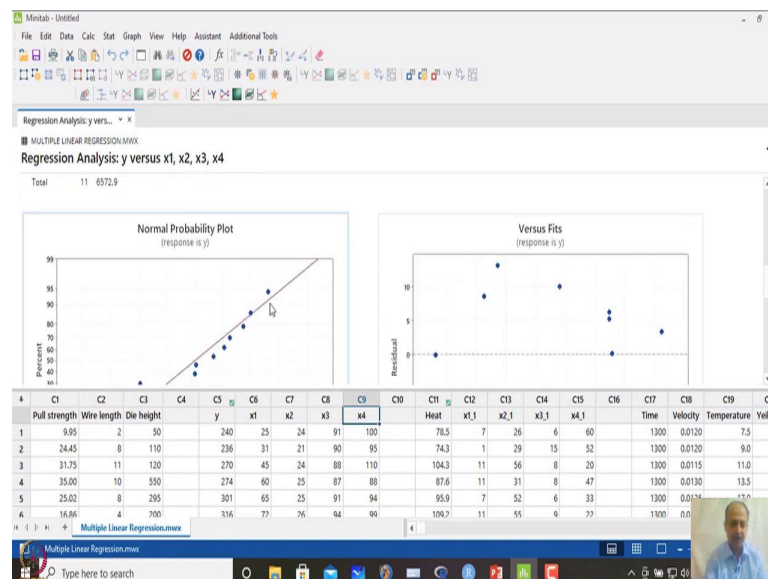 Minitab - Untitled
File Edit Data Calc Stat Graph View Help Assistant Additional Tools
Regression Analysis: y vers...
MULTIPLE LINEAR REGRESSION.MWX
Regression Analysis: y versus x1, x2, x3, x4
Total 11 6572.9
Normal Probability Plot
(response is y)
99
95
90
80
70
60
50
40
30
Percent
Versus Fits
(response is y)
10
5
0
Residual
C1 C2 C3 C4 C5 C6 C7 C8 C9 C10 C11 C12 C13 C14 C15 C16 C17 C18 C19
Pull strength Wire length Die height y x1 x2 x3 x4 Heat x1_1 x2_1 x3_1 x4_1 Time Velocity Temperature
1 9.95 2 50 240 25 24 91 100 78.5 7 26 6 60 1300 0.0120 7.5
2 24.45 8 110 236 31 21 90 95 74.3 1 29 15 52 1300 0.0120 9.0
3 31.75 11 120 270 45 24 88 110 104.3 11 56 8 20 1300 0.0115 11.0
4 35.00 10 550 274 60 25 87 88 87.6 11 31 8 47 1300 0.0130 13.5
5 25.02 8 295 301 65 25 91 94 95.9 7 52 6 33 1300
6 16.86 4 200 316 72 26 94 99 109.2 11 55 9 22 1300
Multiple Linear Regression.mwx
Multiple Linear Regression.mwx
Type here to search